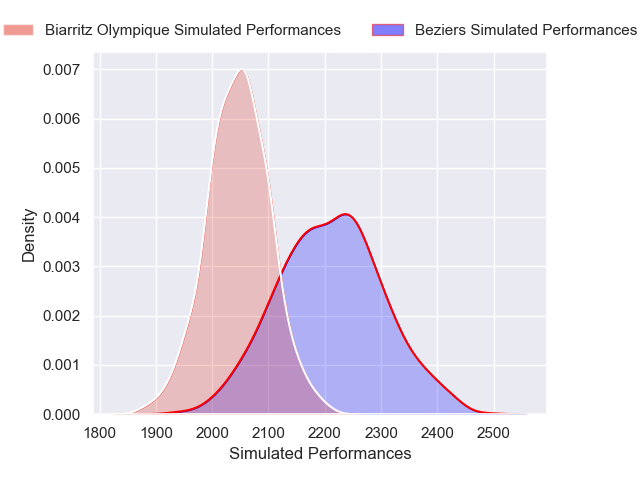 Biarritz Olympique Simulated Performances
Beziers Simulated Performances
0.007
0.006
0.005
0.004
0.003
0.002
0.001
0.000
Density
1800 1900 2000 2100 2200 2300 2400 2500
Simulated Performances